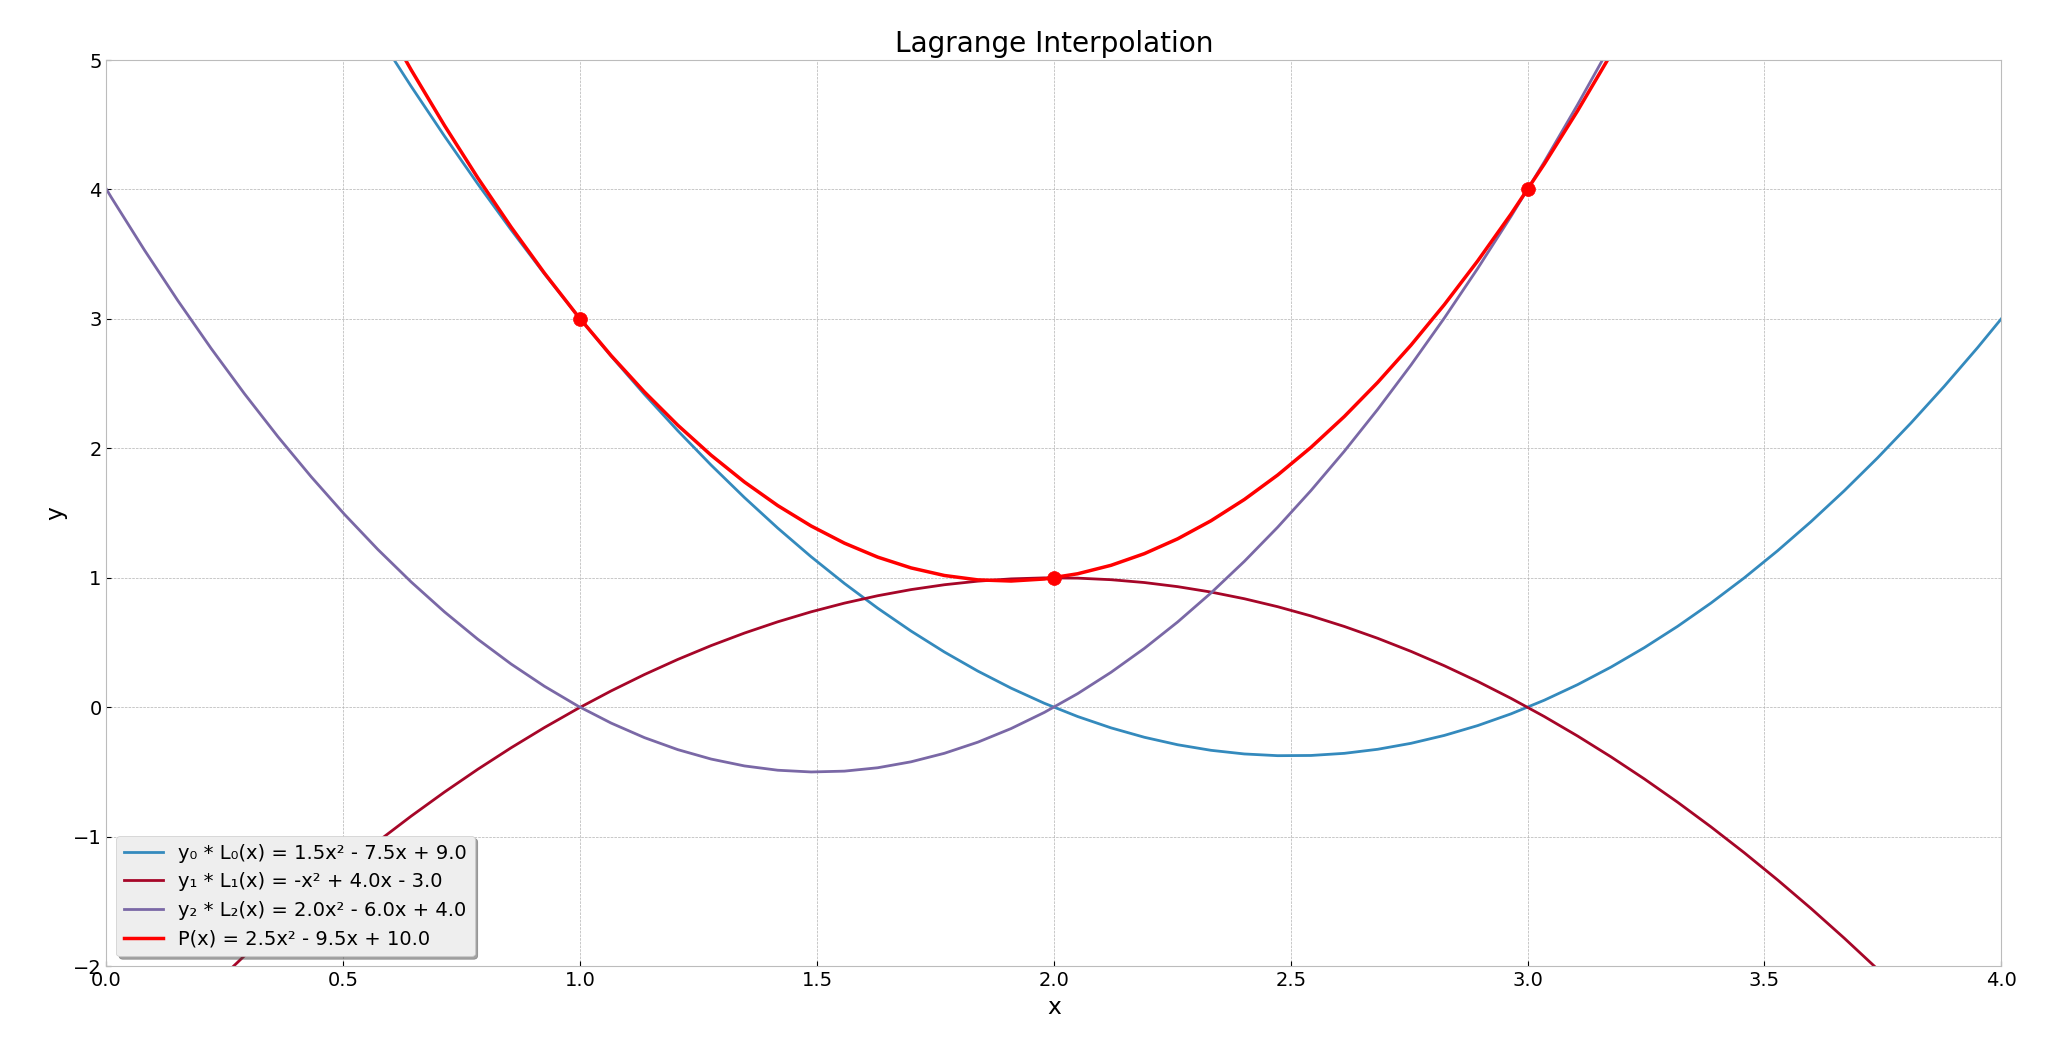 Lagrange Interpolation
5
4
3
2
1
0
−1
−2
y
y₀ * L₀(x) = 1.5x² - 7.5x + 9.0
y₁ * L₁(x) = -x² + 4.0x - 3.0
y₂ * L₂(x) = 2.0x² - 6.0x + 4.0
P(x) = 2.5x² - 9.5x + 10.0
0.0 0.5 1.0 1.5 2.0 2.5 3.0 3.5 4.0
x